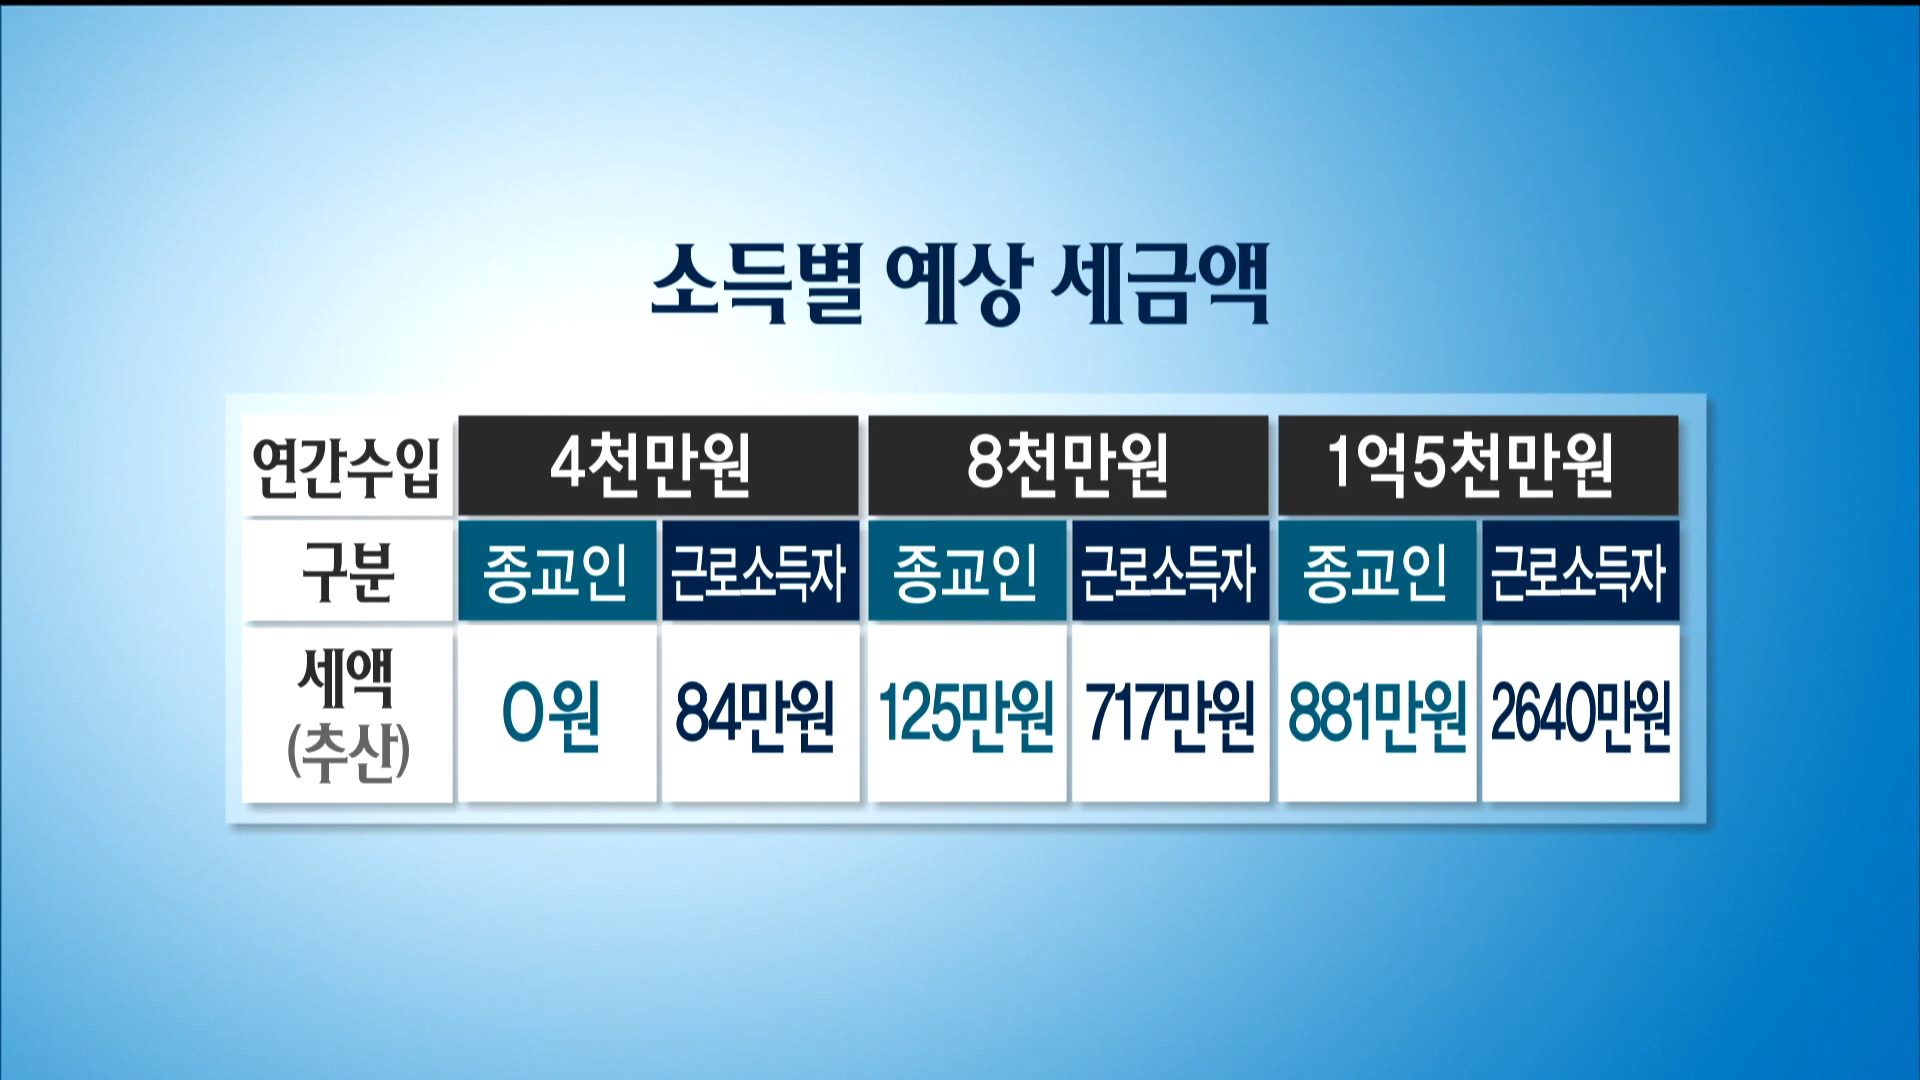 소득별 예상 세금액
연간수입 4천만원 8천만원 1억5천만원
구분 종교인 근로소득자 종교인 근로소득자 종교인 근로소득자
세액
(추산) 0원 84만원 125만원 717만원 881만원 2640만원